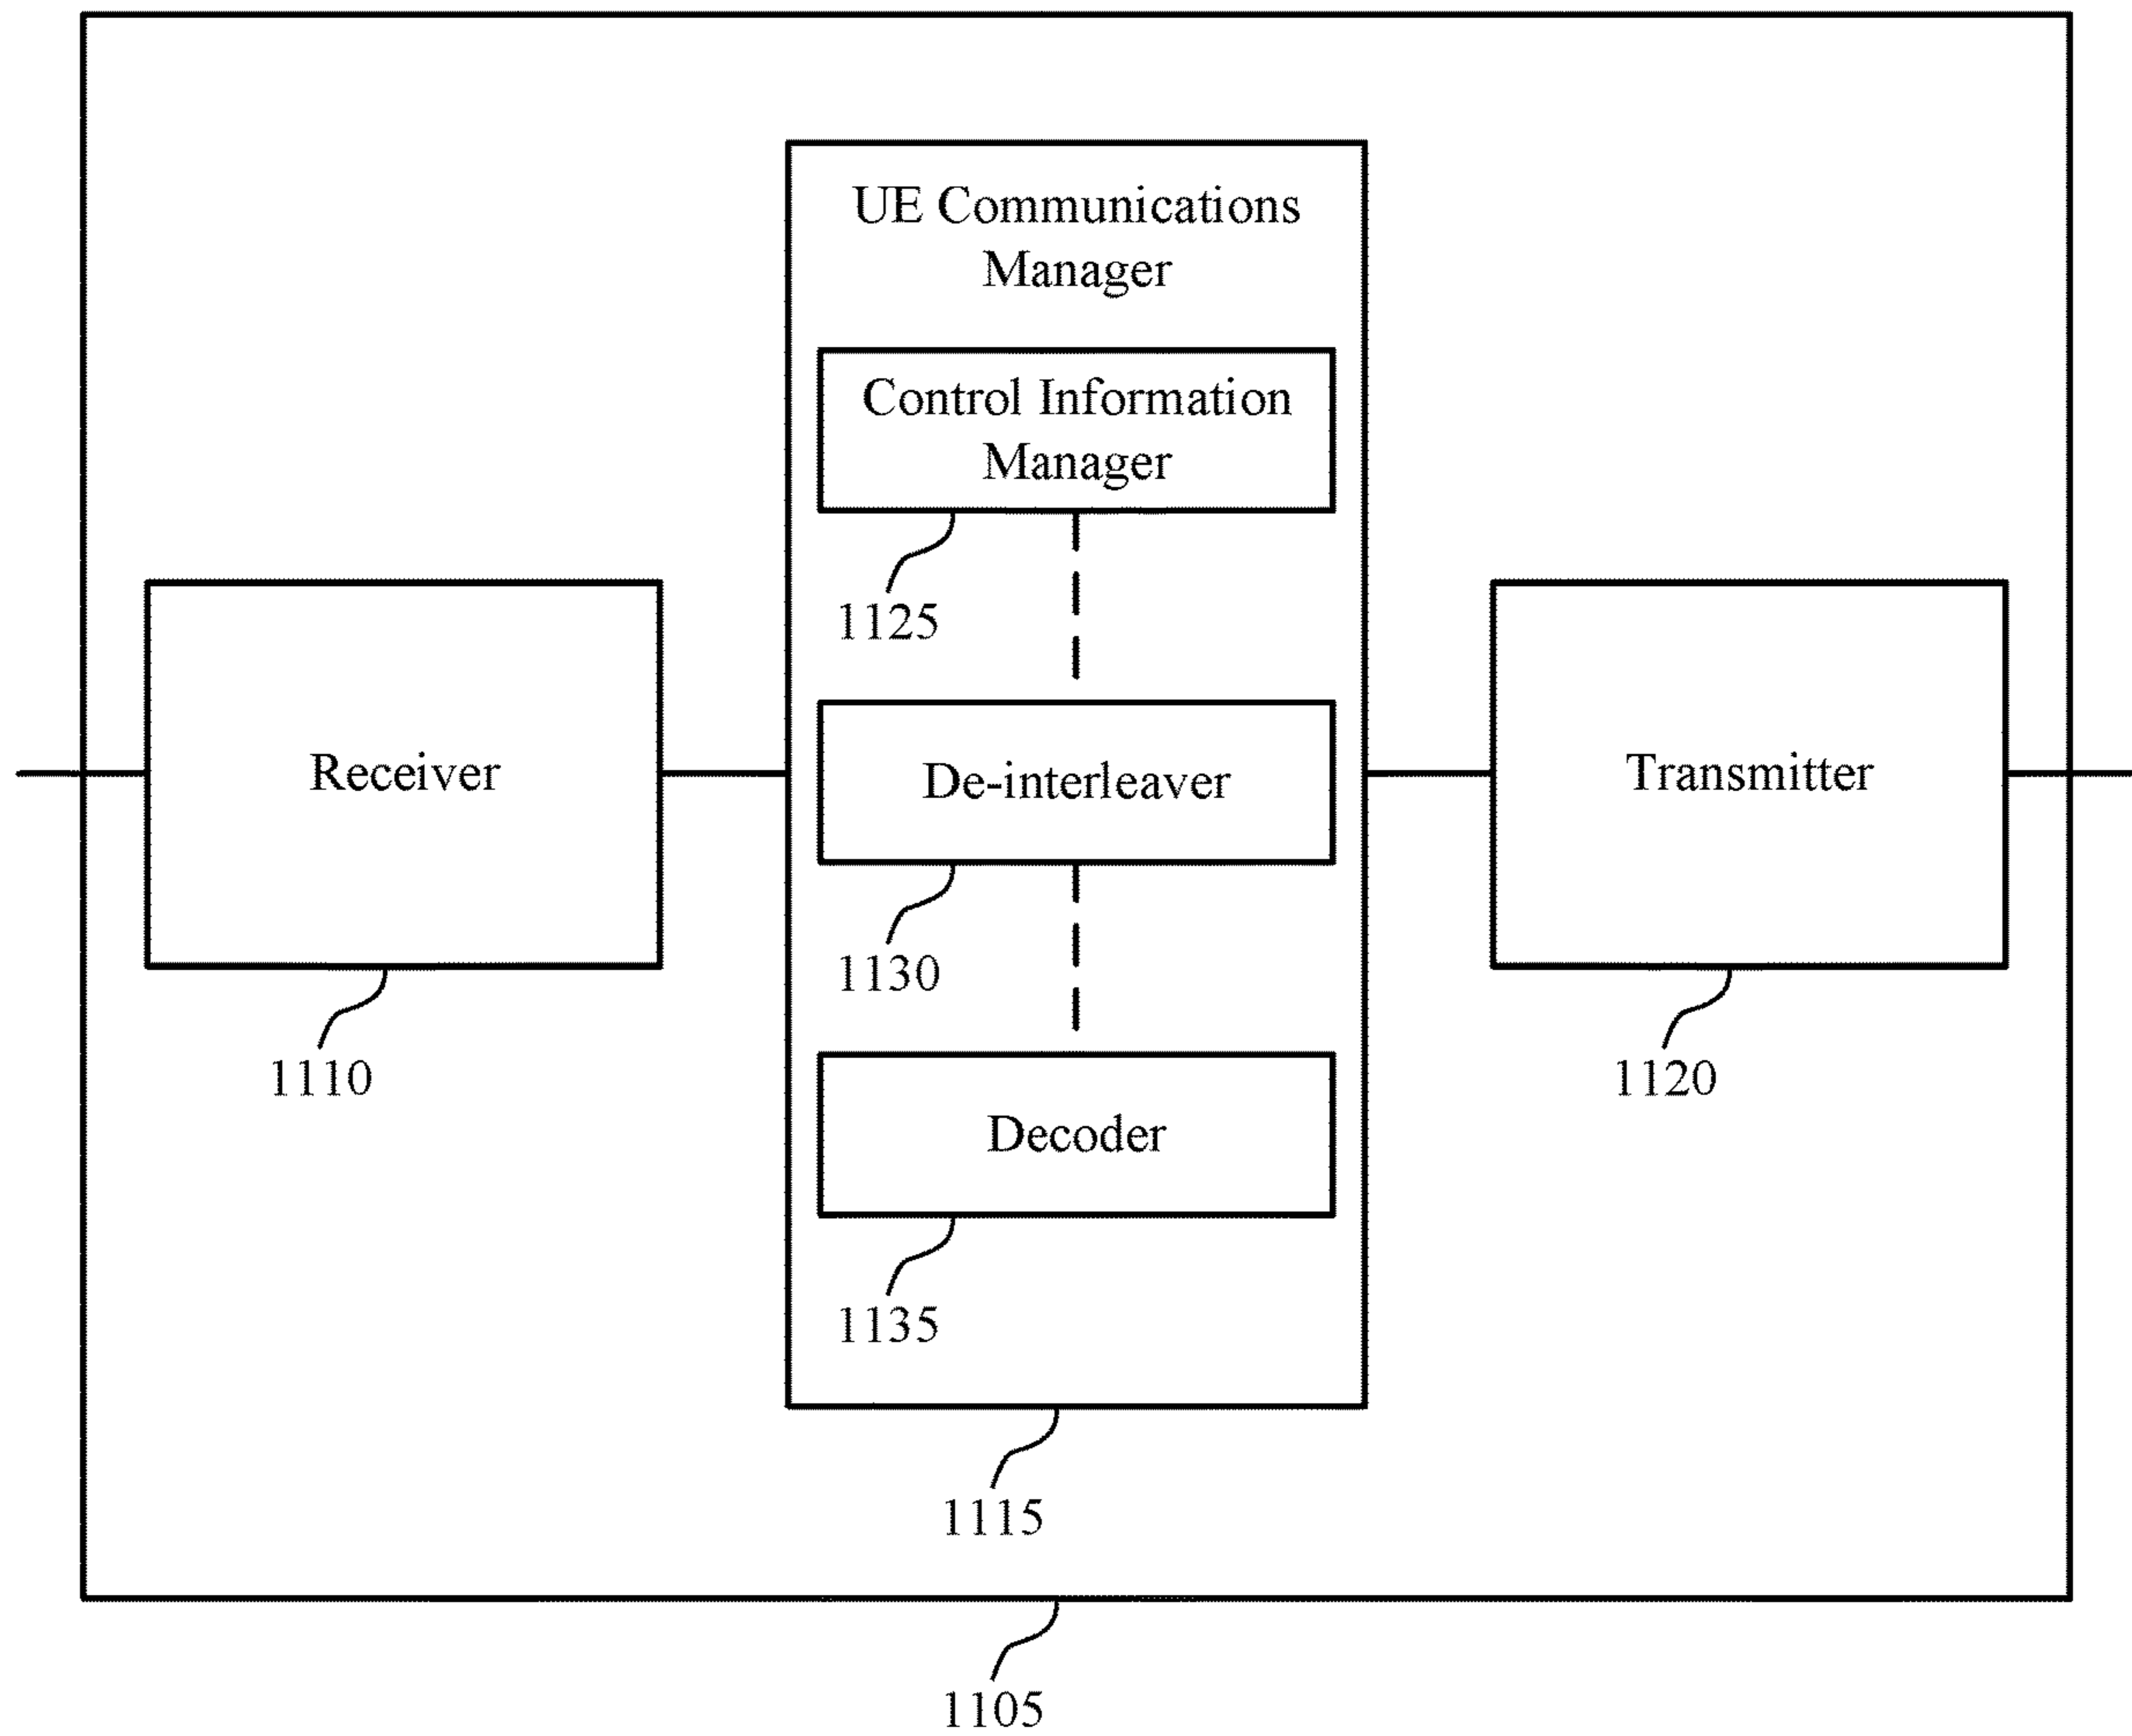 UE Communications
Manager
Control Information
Manager
1125
Receiver
De-interleaver
Transmitter
1130
1110
1120
Decoder
1135
1115
1105